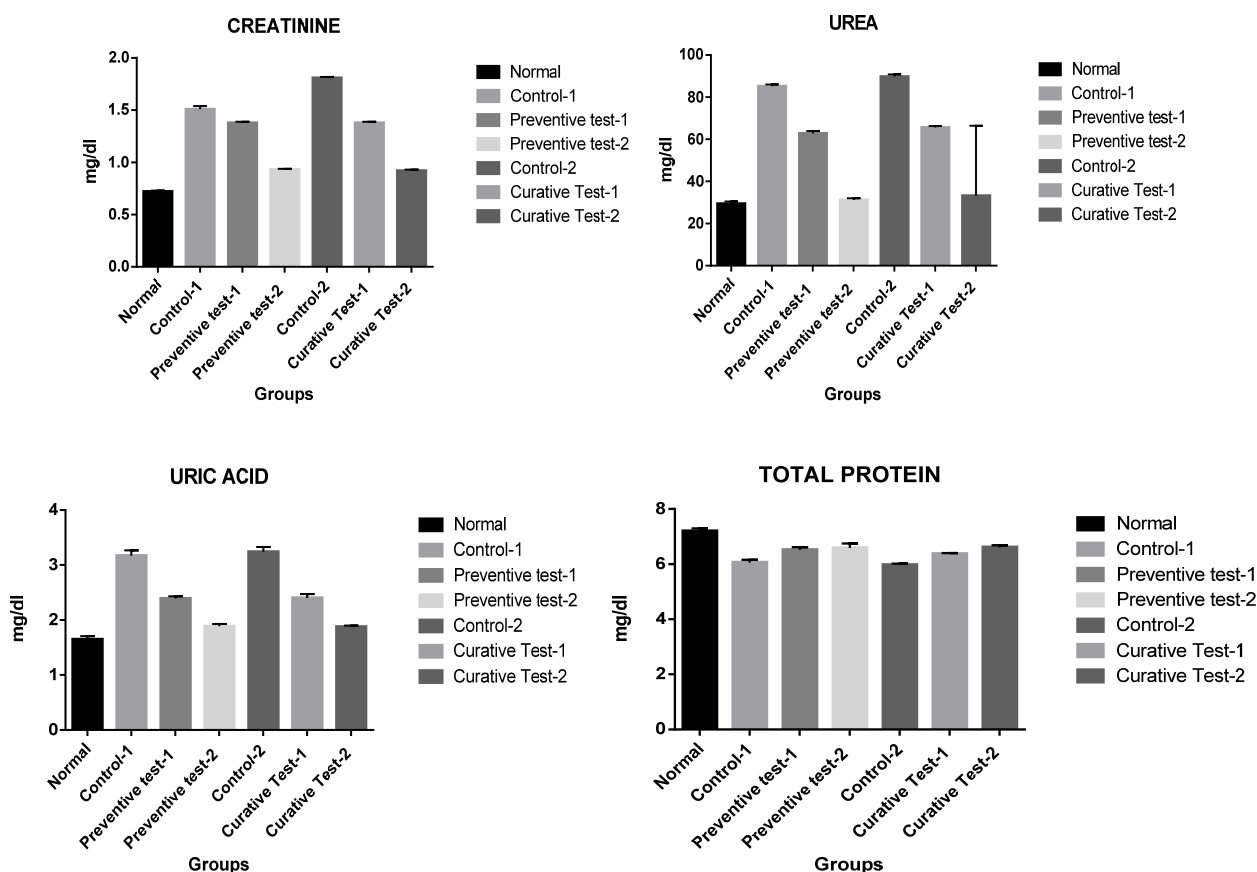 CREATININE
2.0
1.5
1.0
0.5
0.0
mg/dl
Normal
Control-1
Preventive test-1
Preventive test-2
Control-2
Curative Test-1
Curative Test-2
Groups
Normal
Control-1
Preventive test-1
Preventive test-2
Control-2
Curative Test-1
Curative Test-2
UREA
100
80
60
40
20
0
mg/dl
Normal
Control-1
Preventive test-1
Preventive test-2
Control-2
Curative Test-1
Curative Test-2
Groups
Normal
Control-1
Preventive test-1
Preventive test-2
Control-2
Curative Test-1
Curative Test-2
URIC ACID
4
3
2
1
0
mg/dl
Normal
Control-1
Preventive test-1
Preventive test-2
Control-2
Curative Test-1
Curative Test-2
Groups
Normal
Control-1
Preventive test-1
Preventive test-2
Control-2
Curative Test-1
Curative Test-2
TOTAL PROTEIN
8
6
4
2
0
mg/dl
Normal
Control-1
Preventive test-1
Preventive test-2
Control-2
Curative Test-1
Curative Test-2
Groups
Normal
Control-1
Preventive test-1
Preventive test-2
Control-2
Curative Test-1
Curative Test-2